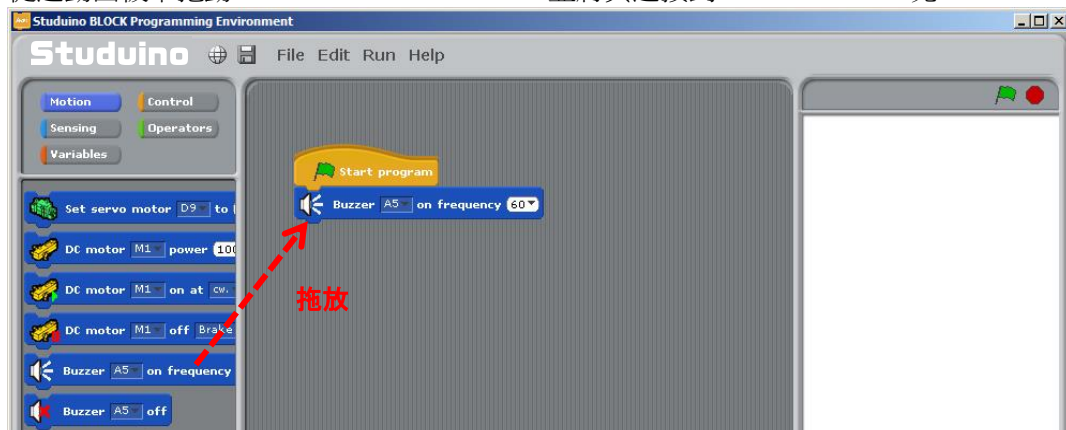 Studuino BLOCK Programming Environment
Studuino File Edit Run Help
Motion Control
Sensing Operators
Variables
Start program
Buzzer A5 on frequency 60
Set servo motor D9 to
DC motor M1 power 100
DC motor M1 on at cw.
DC motor M1 off Brake
Buzzer A5 on frequency
Buzzer A5 off
拖放